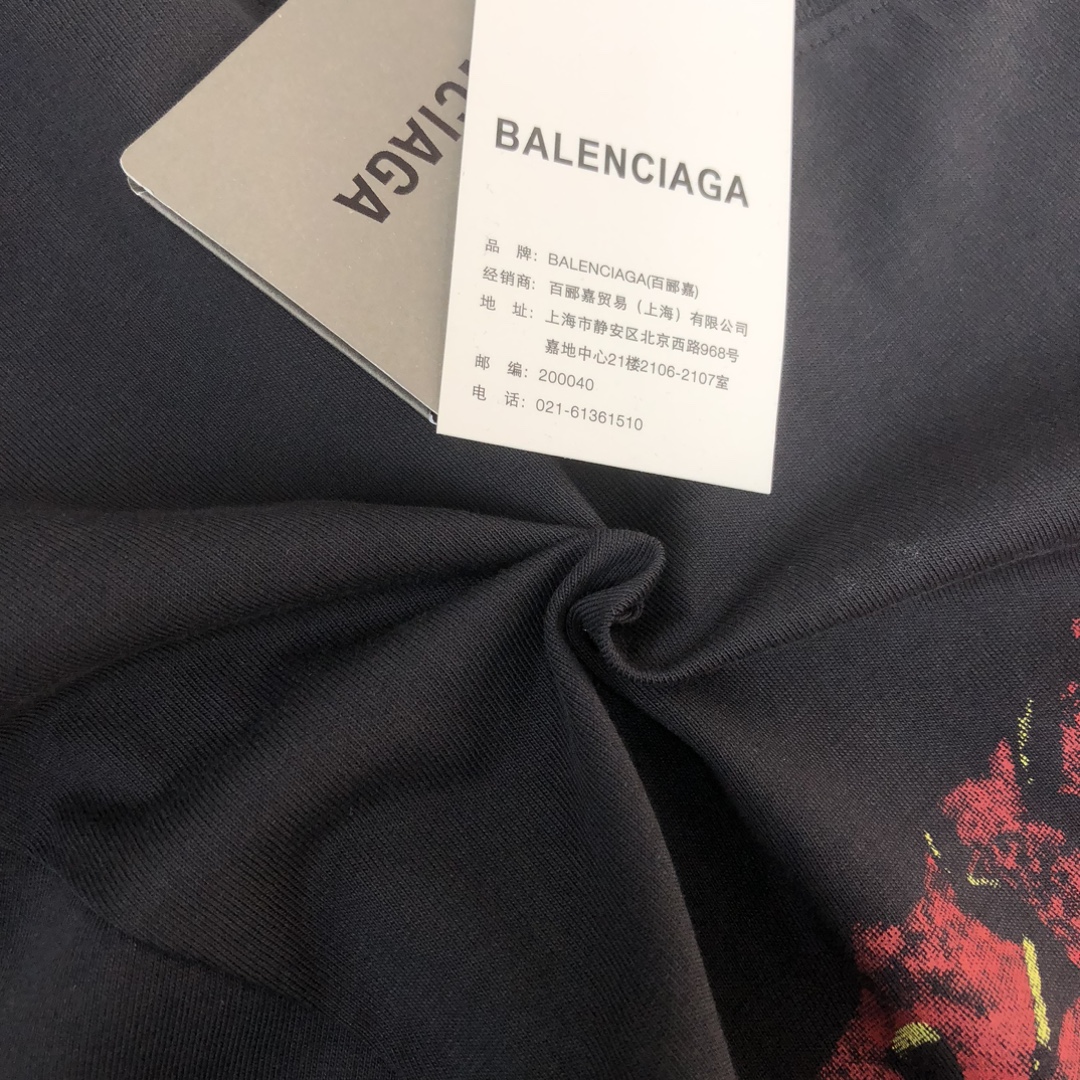 CIAGA
BALENCIAGA
品 牌: BALENCIAGA(百郦嘉)
经销商: 百郦嘉贸易（上海）有限公司
地 址: 上海市静安区北京西路968号
嘉地中心21楼2106-2107室
邮 编: 200040
电 话: 021-61361510